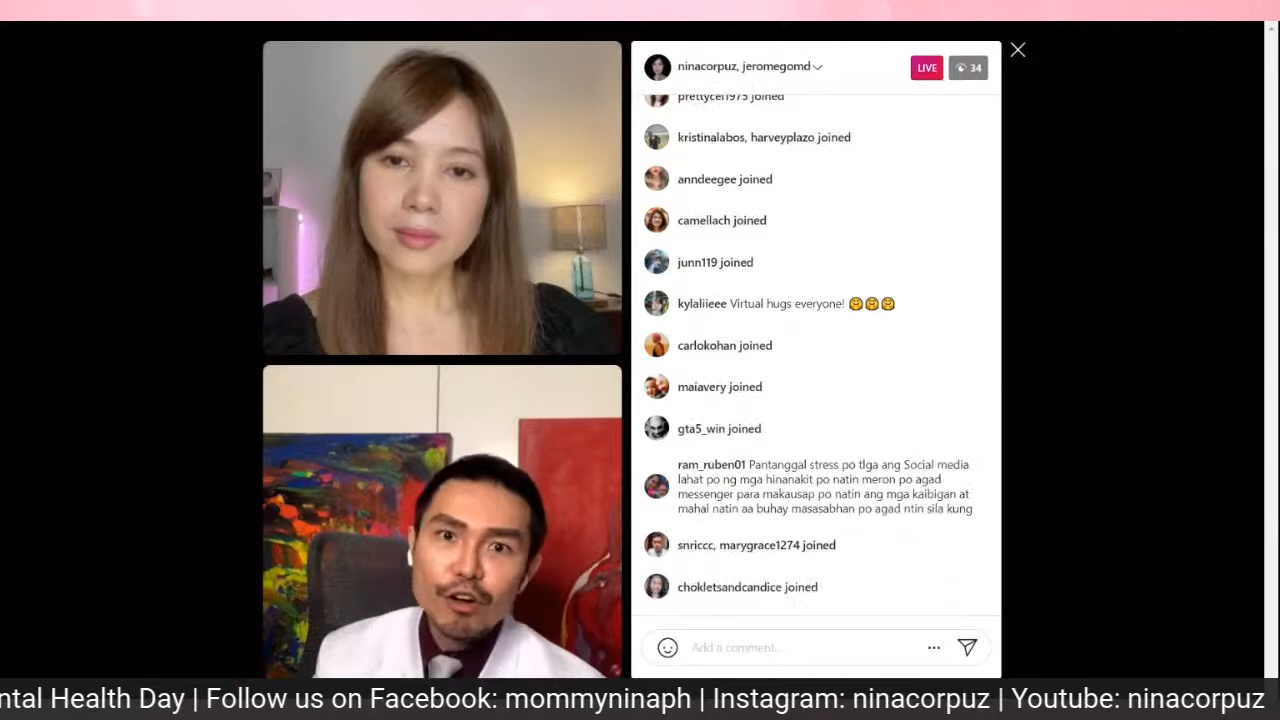 ninacorpuz, jeromegomd
LIVE
34
prettycel1975 joined
kristinalabos, harveyplazo joined
anndeegee joined
camellach joined
junn119 joined
kylaliieee Virtual hugs everyone! 🤗🤗🤗
carlokohan joined
maiavery joined
gta5_win joined
ram_ruben01 Pantanggal stress po tlga ang Social media
lahat po ng mga hinanakit po natin meron po agad
messenger para makausap po natin ang mga kaibigan at
mahal natin aa buhay masasabhan po agad ntin sila kung
snriccc, marygrace1274 joined
chokletsandcandice joined
Add a comment...
ntal Health Day | Follow us on Facebook: mommyninaph | Instagram: ninacorpuz | Youtube: ninacorpuz